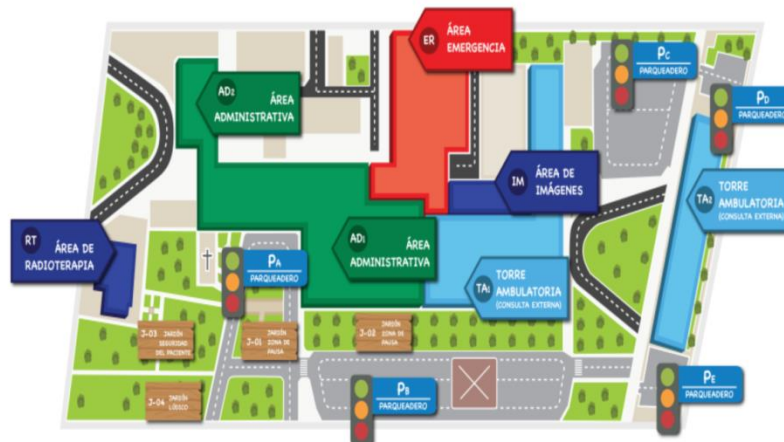 ER
ÁREA
EMERGENCIA
PC
PARQUEADERO
AD2
ÁREA
ADMINISTRATIVA
PD
PARQUEADERO
IM
ÁREA DE
IMÁGENES
TA2
TORRE
AMBULATORIA
(CONSULTA EXTERNA)
RT
ÁREA DE
RADIOTERAPIA
AD1
ÁREA
ADMINISTRATIVA
PA
PARQUEADERO
TA1
TORRE
AMBULATORIA
(CONSULTA EXTERNA)
J-03 JARDÍN
SEGURIDAD
DEL PACIENTE
J-01 JARDÍN
ZONA DE
PAUSA
J-02 JARDÍN
ZONA DE
PAUSA
PB
PARQUEADERO
PE
PARQUEADERO
J-04 JARDÍN
LÚDICO